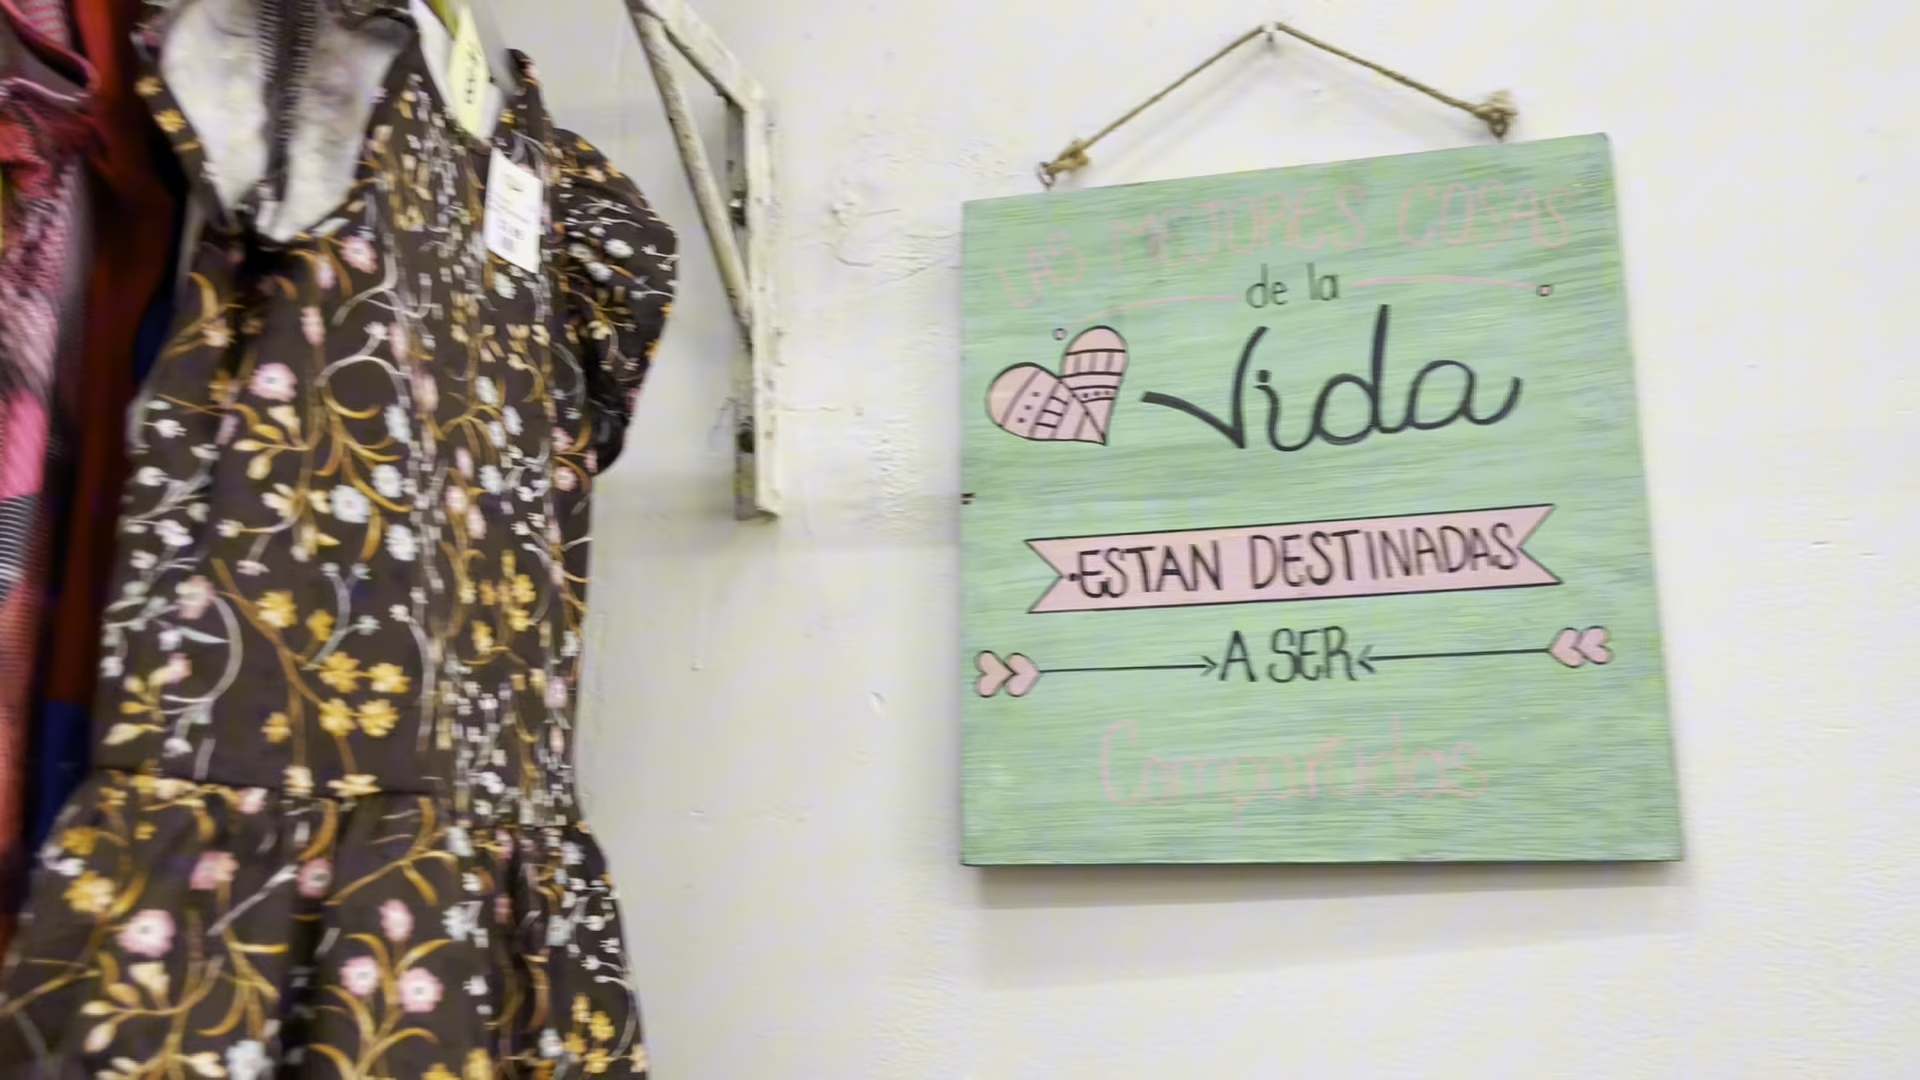 LAS MEJORES COSAS
de la
Vida
ESTAN DESTINADAS
A SER
Compartidas